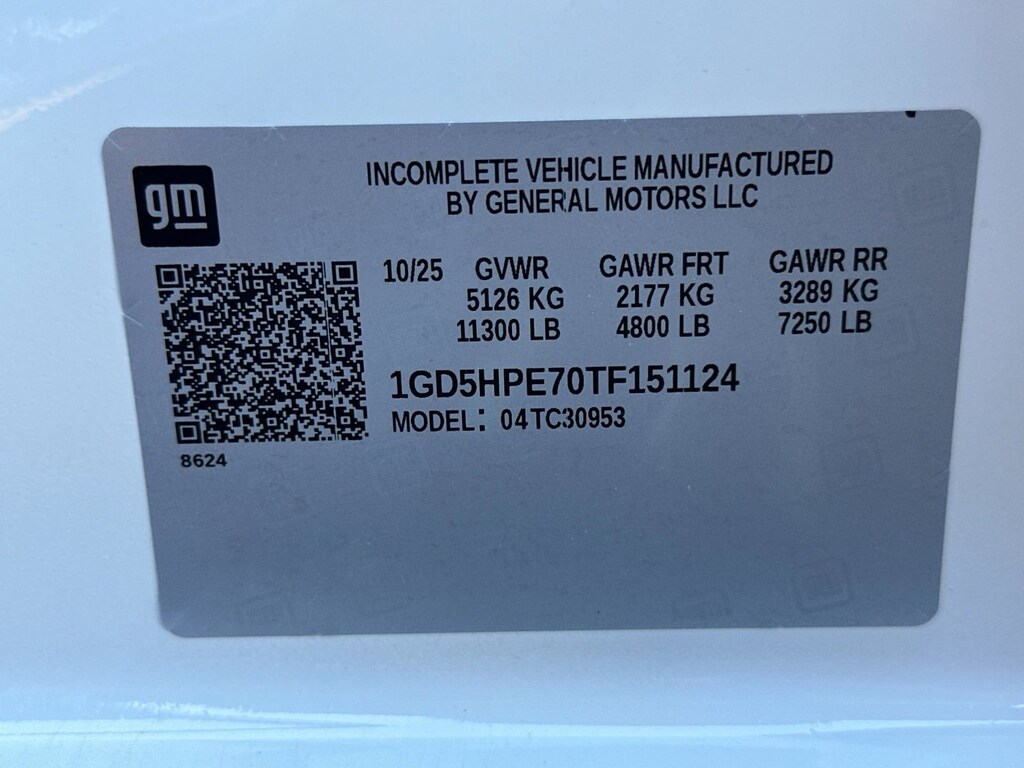 gm
INCOMPLETE VEHICLE MANUFACTURED
BY GENERAL MOTORS LLC
10/25 GVWR GAWR FRT GAWR RR
5126 KG 2177 KG 3289 KG
11300 LB 4800 LB 7250 LB
1GD5HPE70TF151124
MODEL: 04TC30953
8624